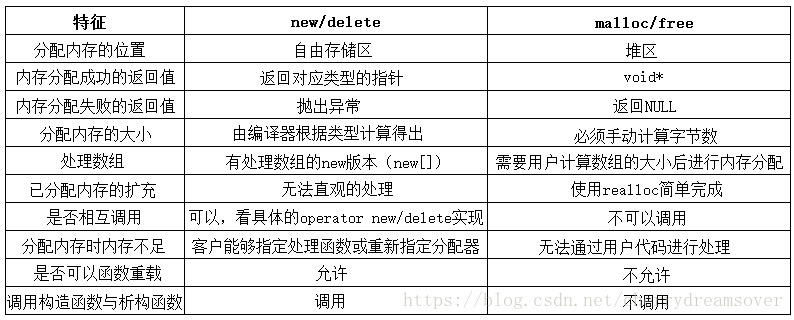 特征 new/delete malloc/free
分配内存的位置 自由存储区 堆区
内存分配成功的返回值 返回对应类型的指针 void*
内存分配失败的返回值 抛出异常 返回NULL
分配内存的大小 由编译器根据类型计算得出 必须手动计算字节数
处理数组 有处理数组的new版本（new[]） 需要用户计算数组的大小后进行内存分配
已分配内存的扩充 无法直观的处理 使用realloc简单完成
是否相互调用 可以，看具体的operator new/delete实现 不可以调用
分配内存时内存不足 客户能够指定处理函数或重新指定分配器 无法通过用户代码进行处理
是否可以函数重载 允许 不允许
调用构造函数与析构函数 调用 不调用
https://blog.csdn.net/